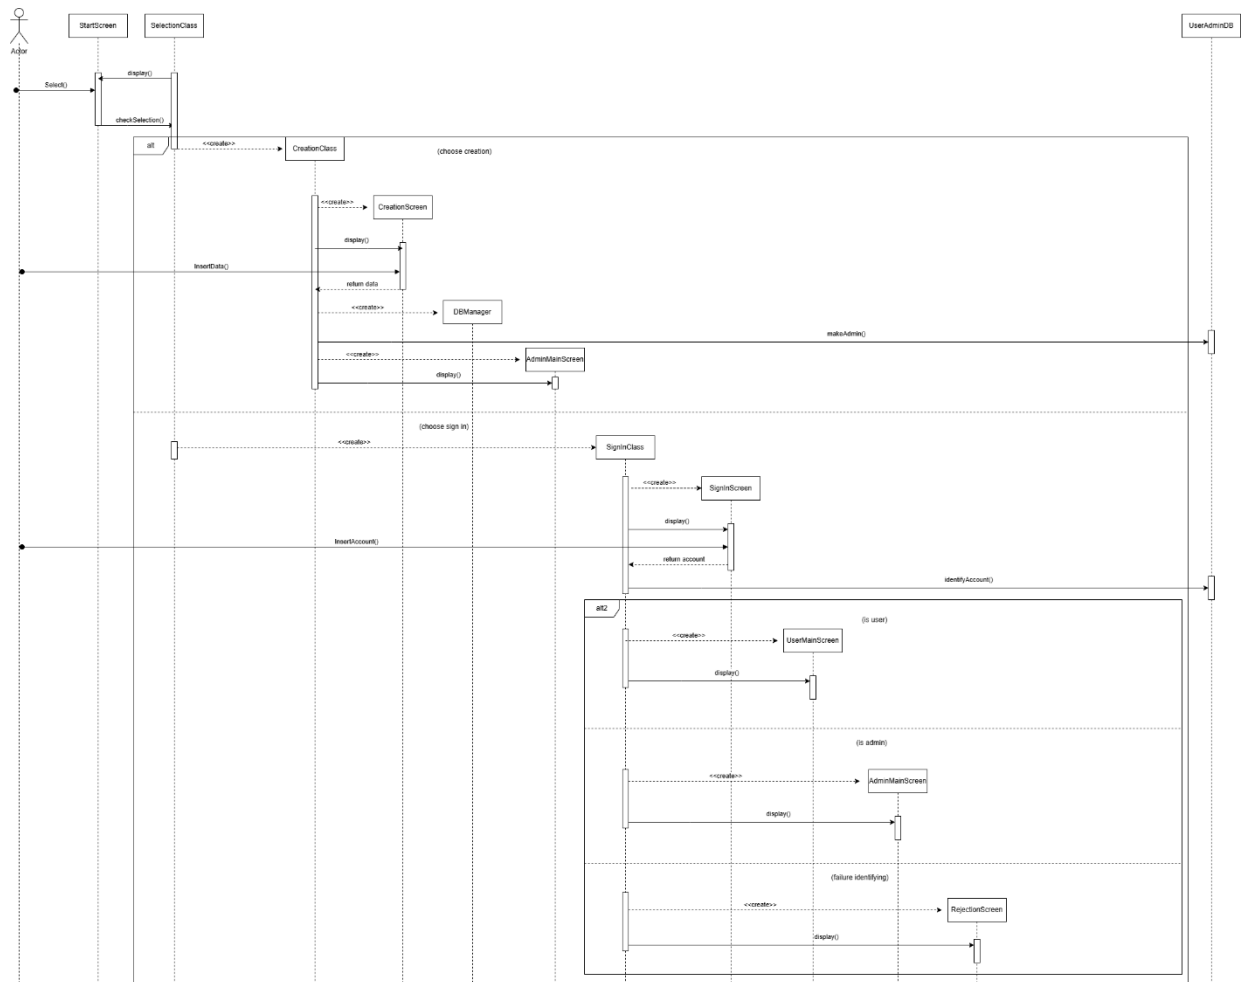 StartScreen
SelectionClass
UserAdminDB
Actor
display()
Select()
checkSelection()
alt
<<create>>
CreationClass
(choose creation)
<<create>>
CreationScreen
display()
InsertData()
return data
<<create>>
DBManager
makeAdmin()
<<create>>
AdminMainScreen
display()
(choose sign in)
<<create>>
SignInClass
<<create>>
SignInScreen
display()
InsertAccount()
return account
identifyAccount()
alt2
(is user)
<<create>>
UserMainScreen
display()
(is admin)
<<create>>
AdminMainScreen
display()
(failure identifying)
<<create>>
RejectionScreen
display()